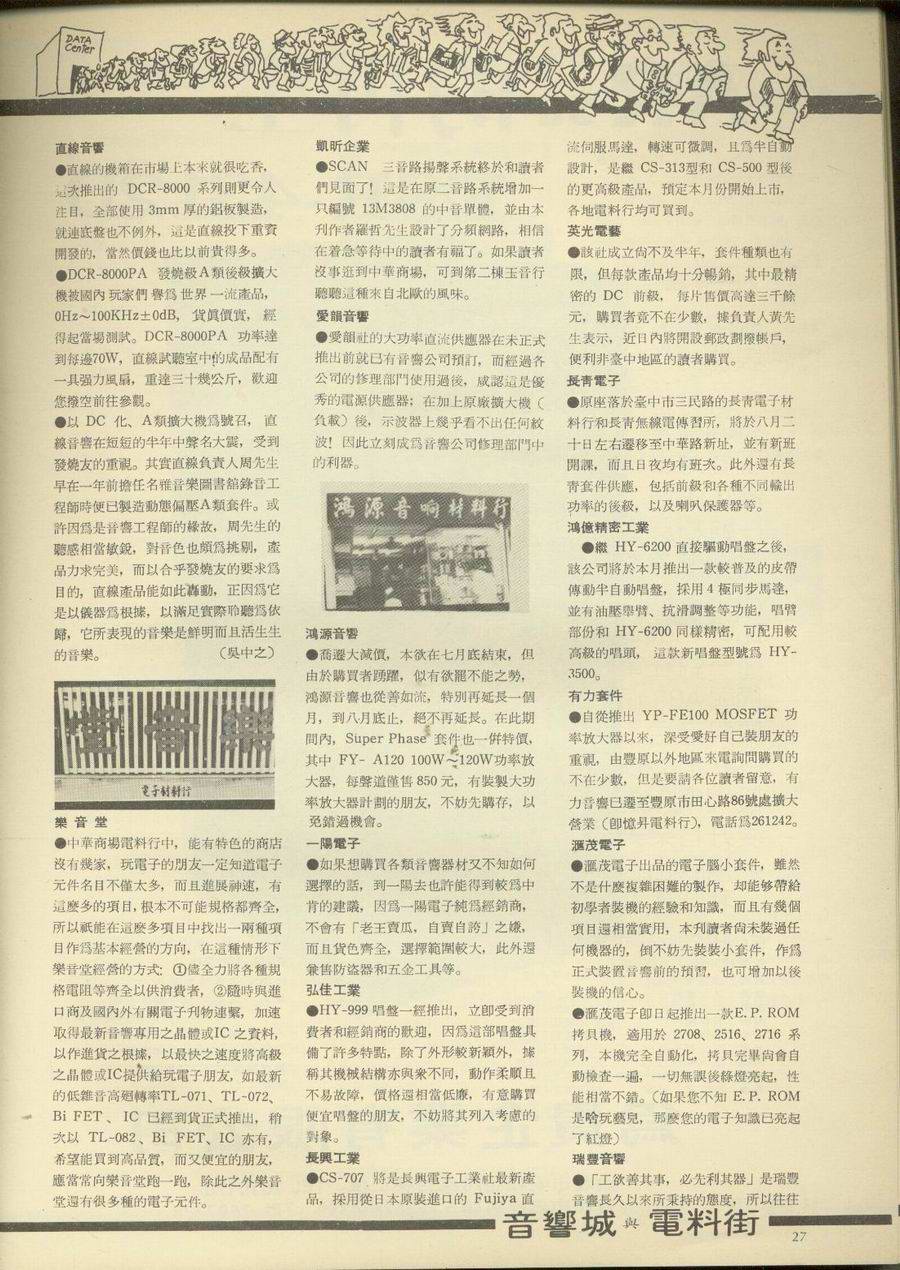 DATA
Center
直線音響
●直線的機箱在市場上本來就很吃香，
這次推出的 DCR-8000 系列則更令人
注目，全部使用 3mm 厚的鋁板製造，
就連底盤也不例外，這是直線投下重資
開發的，當然價錢也比以前貴得多。
●DCR-8000PA 發燒級A類後級擴大
機被國內玩家們譽爲世界一流產品，
0Hz～100KHz±0dB，貨眞價實，經
得起當場測試。DCR-8000PA 功率達
到每邊70W，直線試聽室中的成品配有
一具强力風扇，重達三十幾公斤，歡迎
您撥空前往參觀。
●以 DC 化、A類擴大機爲號召，直
線音響在短短的半年中聲名大震，受到
發燒友的重視。其實直線負責人周先生
早在一年前擔任名雅音樂圖書舘錄音工
程師時便已製造動態偏壓A類套件。或
許因爲是音響工程師的緣故，周先生的
聽感相當敏銳，對音色也頗爲挑剔，產
品力求完美，而以合乎發燒友的要求爲
目的，直線產品能如此轟動，正因爲它
是以儀器爲根據，以滿足實際聆聽爲依
歸，它所表現的音樂是鮮明而且活生生
的音樂。　　　　　　（吳中之）
電子材料行
樂音堂
●中華商場電料行中，能有特色的商店
沒有幾家，玩電子的朋友一定知道電子
元件名目不僅太多，而且進展神速，有
這麽多的項目，根本不可能規格都齊全，
所以祇能在這麽多項目中找出一兩種項
目作爲基本經營的方向，在這種情形下
樂音堂經營的方式：①儘全力將各種規
格電阻等齊全以供消費者，②隨時與進
口商及國內外有關電子刋物連繫，加速
取得最新音響專用之晶體或IC 之資料，
以作進貨之根據，以最快之速度將高級
之晶體或IC提供給玩電子朋友，如最新
的低雜音高廻轉率TL-071、TL-072、
Bi FET 、 IC 已經到貨正式推出，稍
次以 TL-082、Bi FET、IC 亦有，
希望能買到高品質，而又便宜的朋友，
應當常向樂音堂跑一跑，除此之外樂音
堂還有很多種的電子元件。
凱昕企業
●SCAN 三音路揚聲系統終於和讀者
們見面了！這是在原二音路系統增加一
只編號 13M3808 的中音單體，並由本
刋作者羅哲先生設計了分頻網路，相信
在着急等待中的讀者有福了。如果讀者
沒事逛到中華商場，可到第二棟玉音行
聽聽這種來自北歐的風味。
愛韻音響
●愛韻社的大功率直流供應器在未正式
推出前就已有音響公司預訂，而經過各
公司的修理部門使用過後，咸認這是優
秀的電源供應器；在加上原廠擴大機（
負載）後，示波器上幾乎看不出任何紋
波！因此立刻成爲音響公司修理部門中
的利器。
鴻源音响材料行
鴻源音響
●喬遷大減價，本欲在七月底結束，但
由於購買者踴躍，似有欲罷不能之勢，
鴻源音響也從善如流，特別再延長一個
月，到八月底止，絕不再延長。在此期
間內，Super Phase 套件也一倂特價，
其中 FY- A120 100W～120W功率放
大器，每聲道僅售 850 元，有裝製大功
率放大器計劃的朋友，不妨先購存，以
免錯過機會。
一陽電子
●如果想購買各類音響器材又不知如何
選擇的話，到一陽去也許能得到較爲中
肯的建議，因爲一陽電子純爲經銷商，
不會有「老王賣瓜，自賣自誇」之嫌，
而且貨色齊全，選擇範圍較大，此外還
兼售防盜器和五金工具等。
弘佳工業
●HY-999 唱盤一經推出，立卽受到消
費者和經銷商的歡迎，因爲這部唱盤具
備了許多特點，除了外形較新穎外，據
稱其機械結構亦與衆不同，動作柔順且
不易故障，價格還相當低廉，有意購買
便宜唱盤的朋友，不妨將其列入考慮的
對象。
長興工業
●CS-707 將是長興電子工業社最新產
品，採用從日本原裝進口的 Fujiya 直
流伺服馬達，轉速可微調，且爲半自動
設計，是繼 CS-313型和 CS-500 型後
的更高級產品，預定本月份開始上市，
各地電料行均可買到。
英光電藝
●該社成立尙不及半年，套件種類也有
限，但每款產品均十分暢銷，其中最精
密的 DC 前級，每片售價高達三千餘
元，購買者竟不在少數，據負責人黃先
生表示，近日內將開設郵政劃撥帳戶，
便利非臺中地區的讀者購買。
長靑電子
●原座落於臺中市三民路的長靑電子材
料行和長靑無線電傳習所，將於八月二
十日左右遷移至中華路新址，並有新班
開課，而且日夜均有班次。此外還有長
靑套件供應，包括前級和各種不同輸出
功率的後級，以及喇叭保護器等。
鴻億精密工業
●繼 HY-6200 直接驅動唱盤之後，
該公司將於本月推出一款較普及的皮帶
傳動半自動唱盤，採用 4 極同步馬達，
並有油壓舉臂、抗滑調整等功能，唱臂
部份和 HY-6200 同樣精密，可配用較
高級的唱頭，這款新唱盤型號爲 HY-
3500。
有力套件
●自從推出 YP-FE100 MOSFET 功
率放大器以來，深受愛好自己裝朋友的
重視，由豐原以外地區來電詢問購買的
不在少數，但是要請各位讀者留意，有
力音響已遷至豐原市田心路86號處擴大
營業（卽憶昇電料行），電話爲261242。
滙茂電子
●滙茂電子出品的電子腦小套件，雖然
不是什麽複雜困難的製作，却能够帶給
初學者裝機的經驗和知識，而且有幾個
項目還相當實用，本刋讀者尙未裝過任
何機器的，倒不妨先裝裝小套件，作爲
正式裝置音響前的預習，也可增加以後
裝機的信心。
●滙茂電子卽日起推出一款E. P. ROM
拷貝機，適用於 2708、2516、2716 系
列，本機完全自動化，拷貝完畢尙會自
動檢查一遍，一切無誤後綠燈亮起，性
能相當不錯。（如果您不知 E. P. ROM
是啥玩藝兒，那麽您的電子知識已亮起
了紅燈）
瑞豐音響
●「工欲善其事，必先利其器」是瑞豐
音響長久以來所秉持的態度，所以往往
音響城與電料街
27